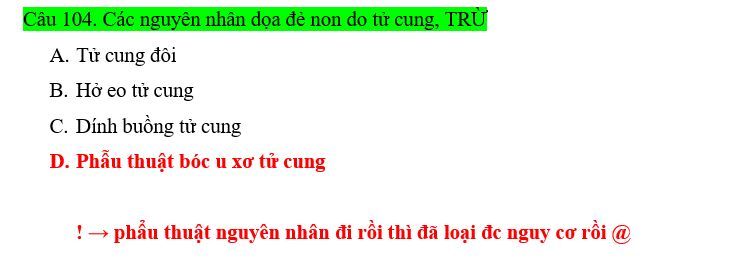 Câu 104. Các nguyên nhân dọa đẻ non do tử cung, TRỪ
A. Tử cung đôi
B. Hở eo tử cung
C. Dính buồng tử cung
D. Phẫu thuật bóc u xơ tử cung
! → phẫu thuật nguyên nhân đi rồi thì đã loại đc nguy cơ rồi @